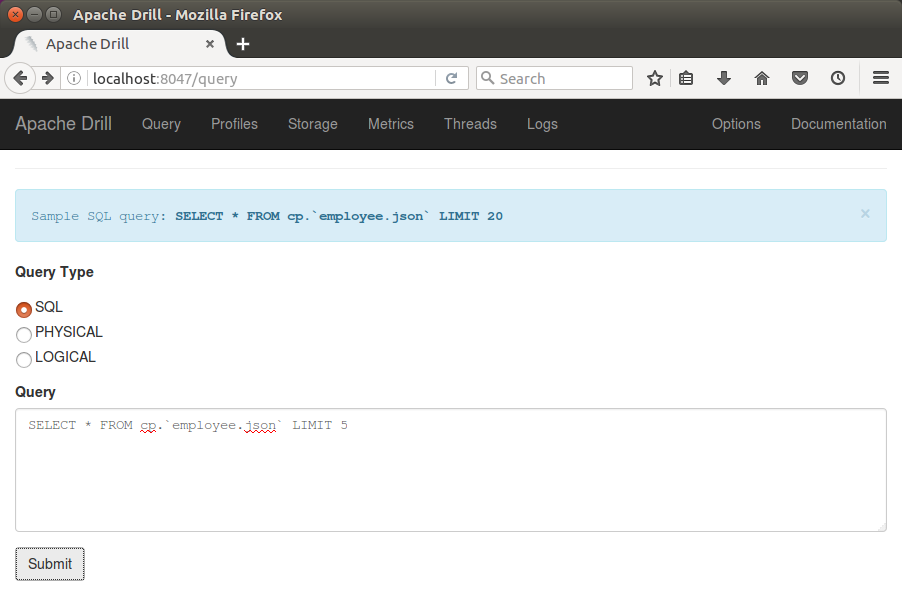 Apache Drill - Mozilla Firefox
Apache Drill
localhost:8047/query
Search
Apache Drill Query Profiles Storage Metrics Threads Logs Options Documentation
Sample SQL query: SELECT * FROM cp.`employee.json` LIMIT 20 ×
Query Type
SQL
PHYSICAL
LOGICAL
Query
SELECT * FROM cp.`employee.json` LIMIT 5
Submit